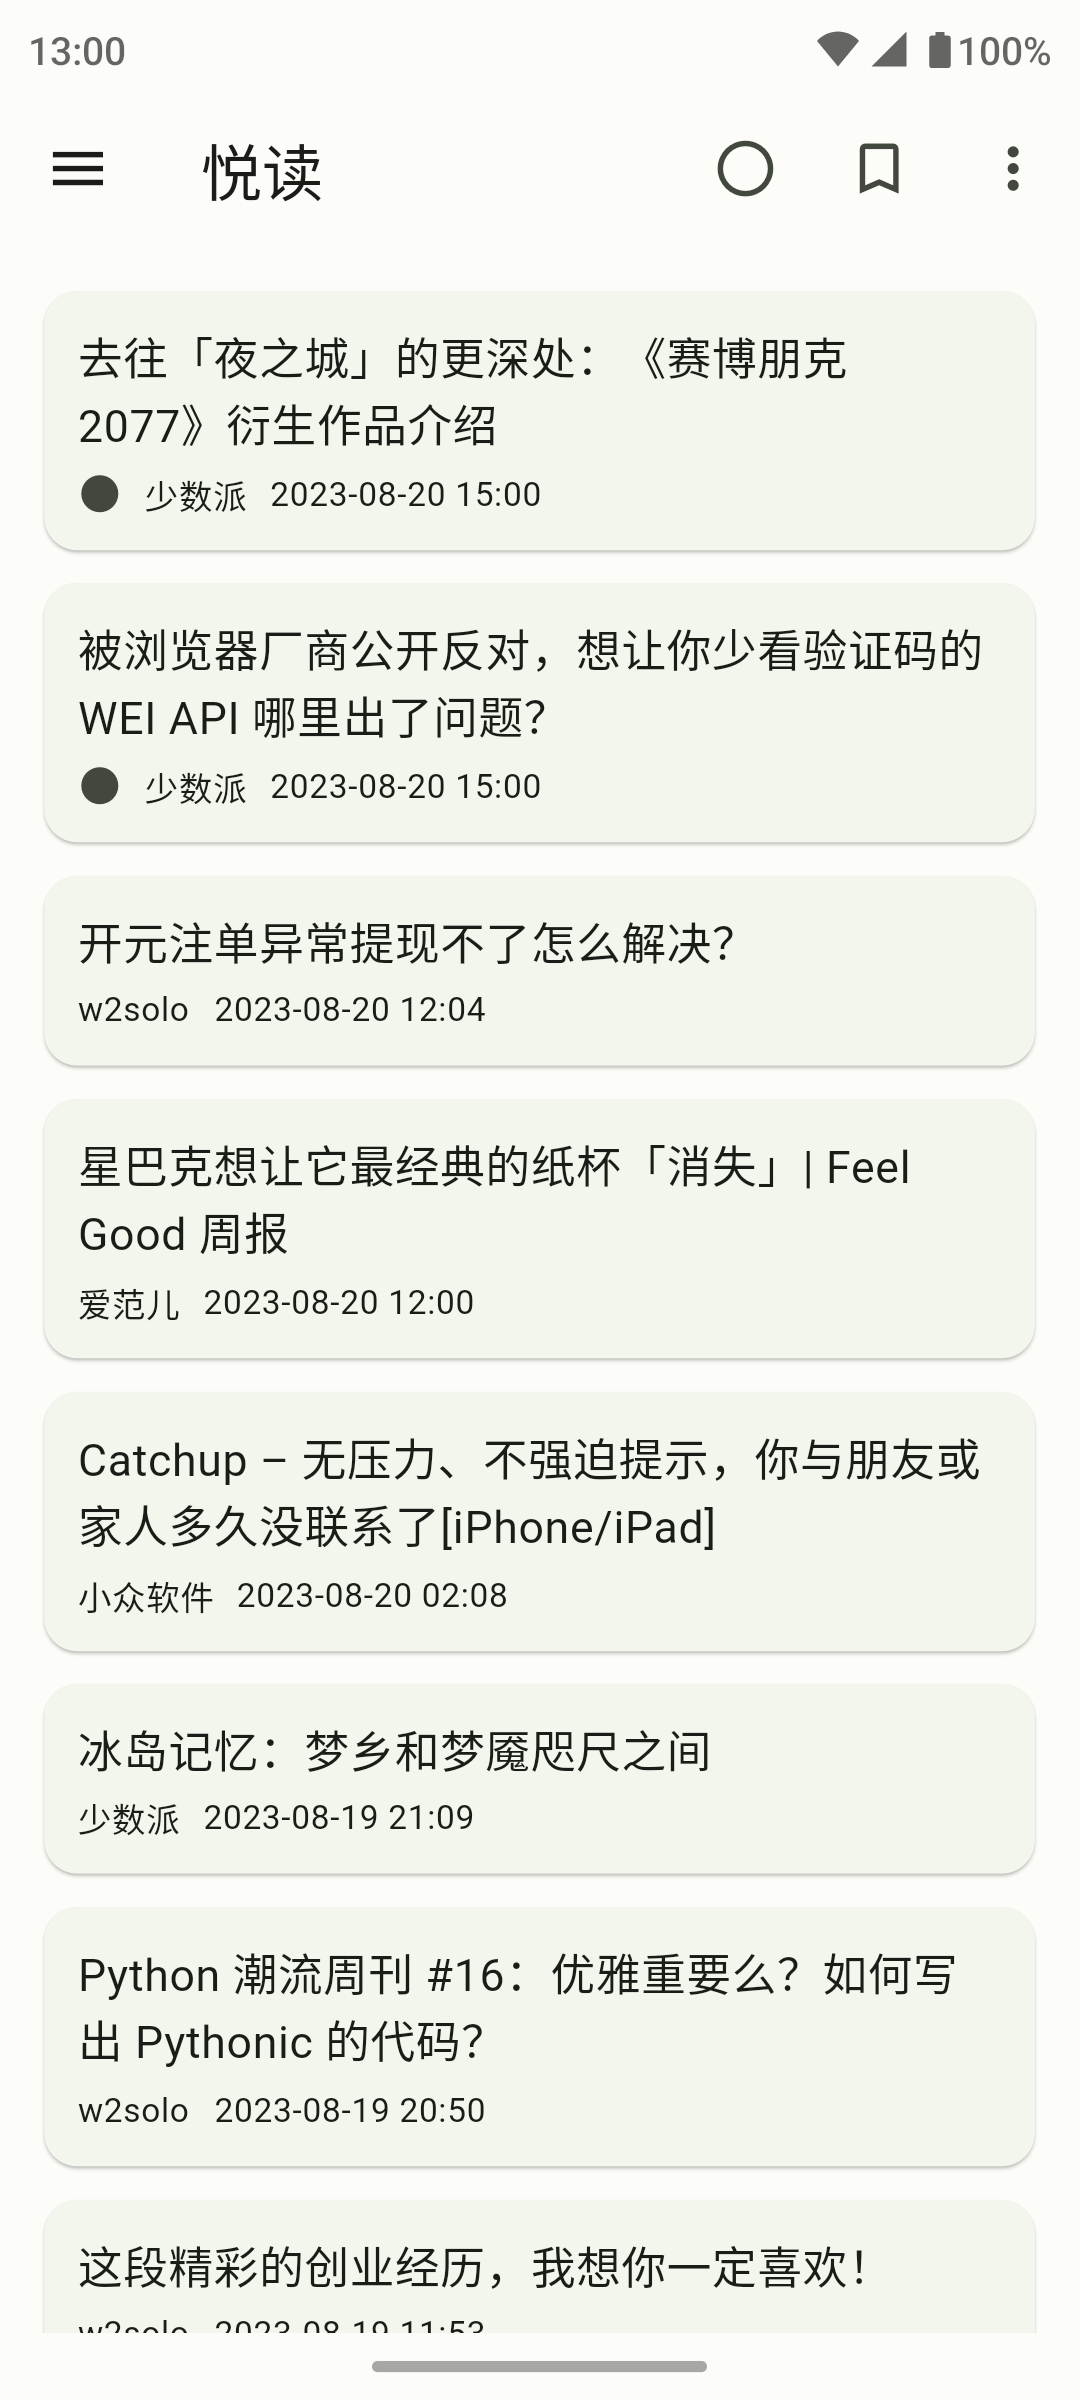 13:00 100%
悦读
去往「夜之城」的更深处：《赛博朋克
2077》衍生作品介绍
少数派 2023-08-20 15:00
被浏览器厂商公开反对，想让你少看验证码的
WEI API 哪里出了问题？
少数派 2023-08-20 15:00
开元注单异常提现不了怎么解决？
w2solo 2023-08-20 12:04
星巴克想让它最经典的纸杯「消失」| Feel
Good 周报
爱范儿 2023-08-20 12:00
Catchup – 无压力、不强迫提示，你与朋友或
家人多久没联系了[iPhone/iPad]
小众软件 2023-08-20 02:08
冰岛记忆：梦乡和梦魇咫尺之间
少数派 2023-08-19 21:09
Python 潮流周刊 #16：优雅重要么？如何写
出 Pythonic 的代码？
w2solo 2023-08-19 20:50
这段精彩的创业经历，我想你一定喜欢！
w2solo 2023-08-19 11:53